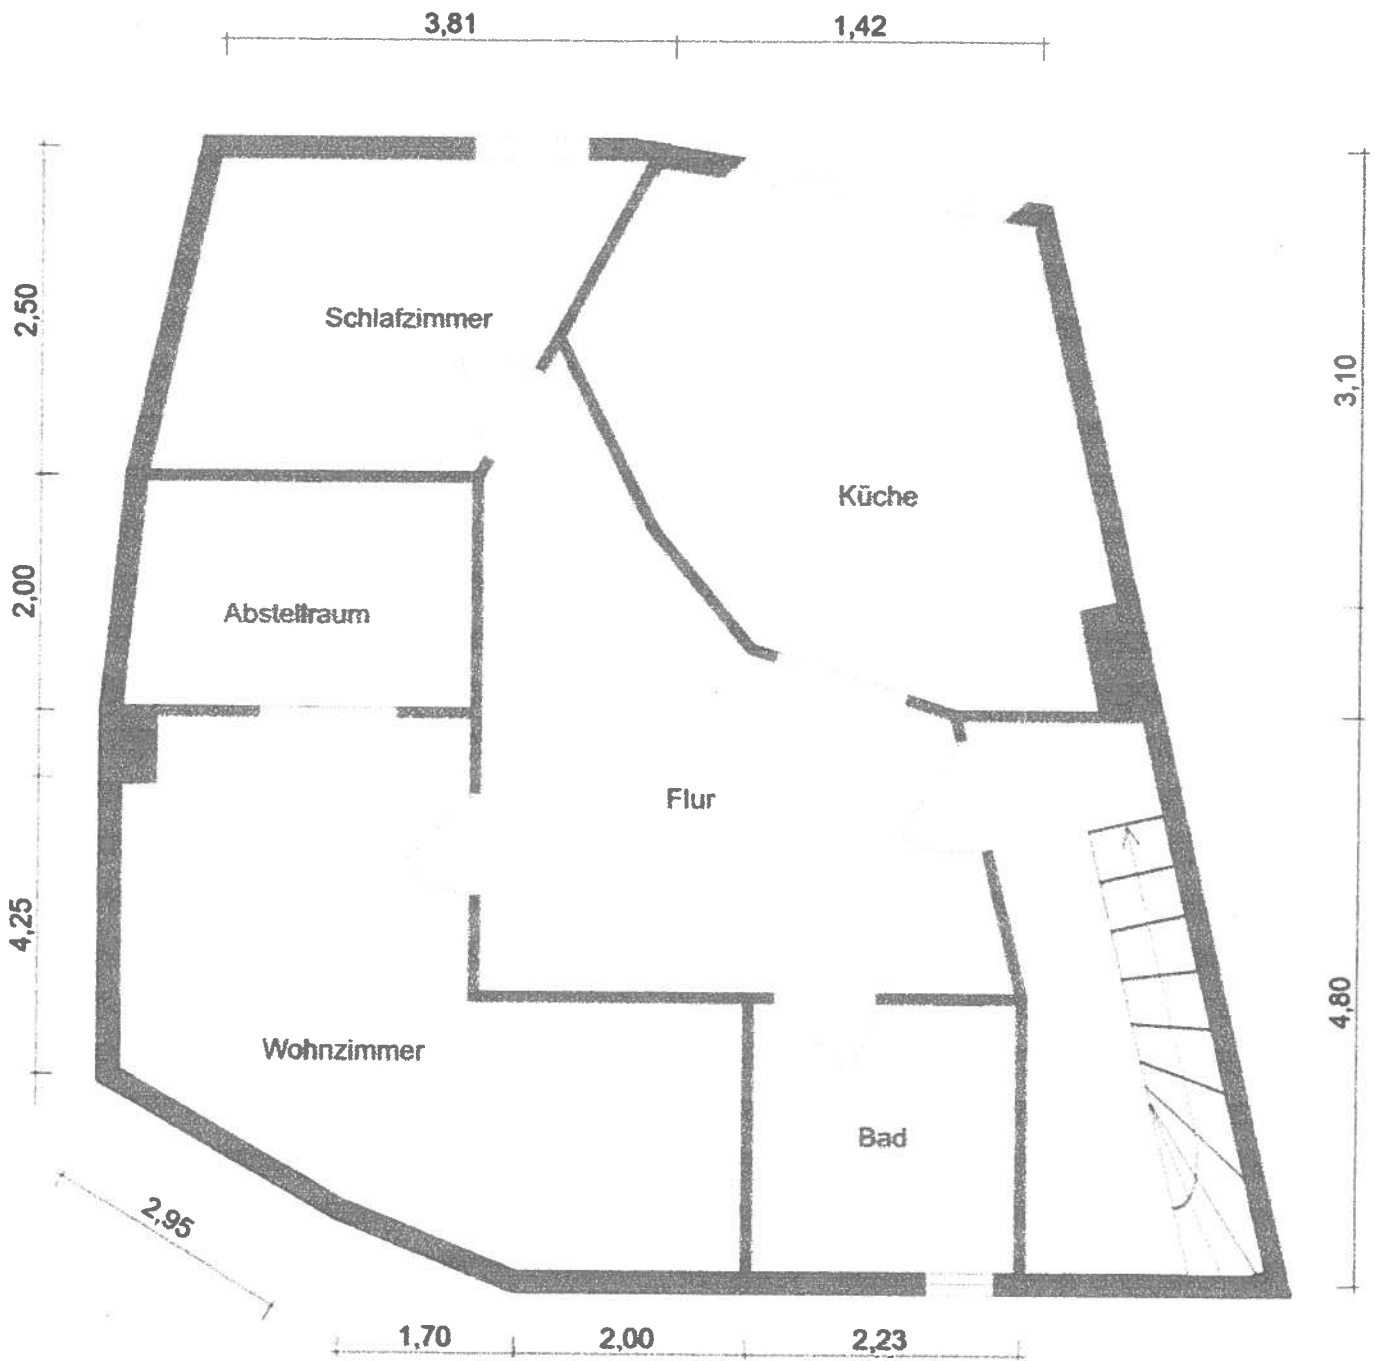 3,81
1,42
2,50
Schlafzimmer
3,10
Küche
2,00
Abstellraum
Flur
4,25
4,80
Wohnzimmer
Bad
2,95
1,70
2,00
2,23